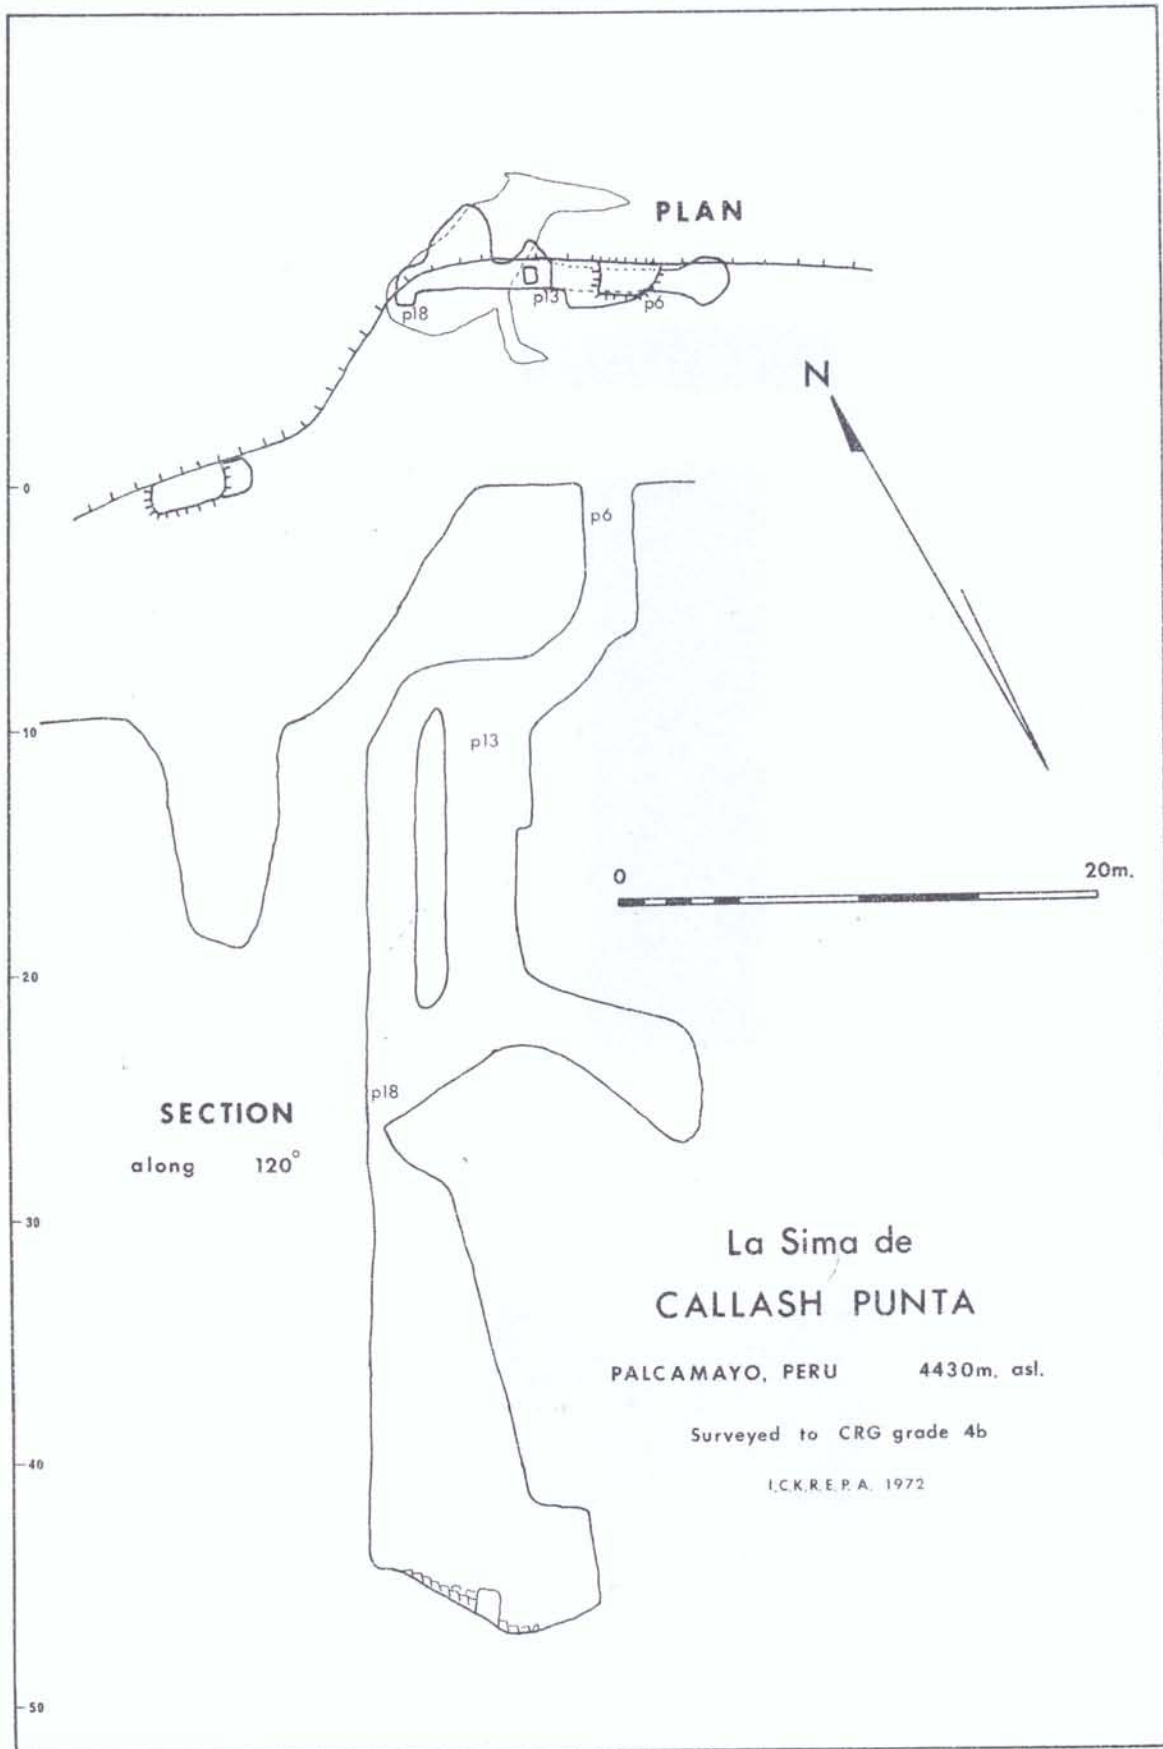 PLAN
p18
p13
p6
N
0
p6
10
p13
0 20m.
20
p18
SECTION
along 120°
30
La Sima de
CALLASH PUNTA
PALCAMAYO, PERU 4430m. asl.
Surveyed to CRG grade 4b
I.C.K.R.E.P.A. 1972
40
50